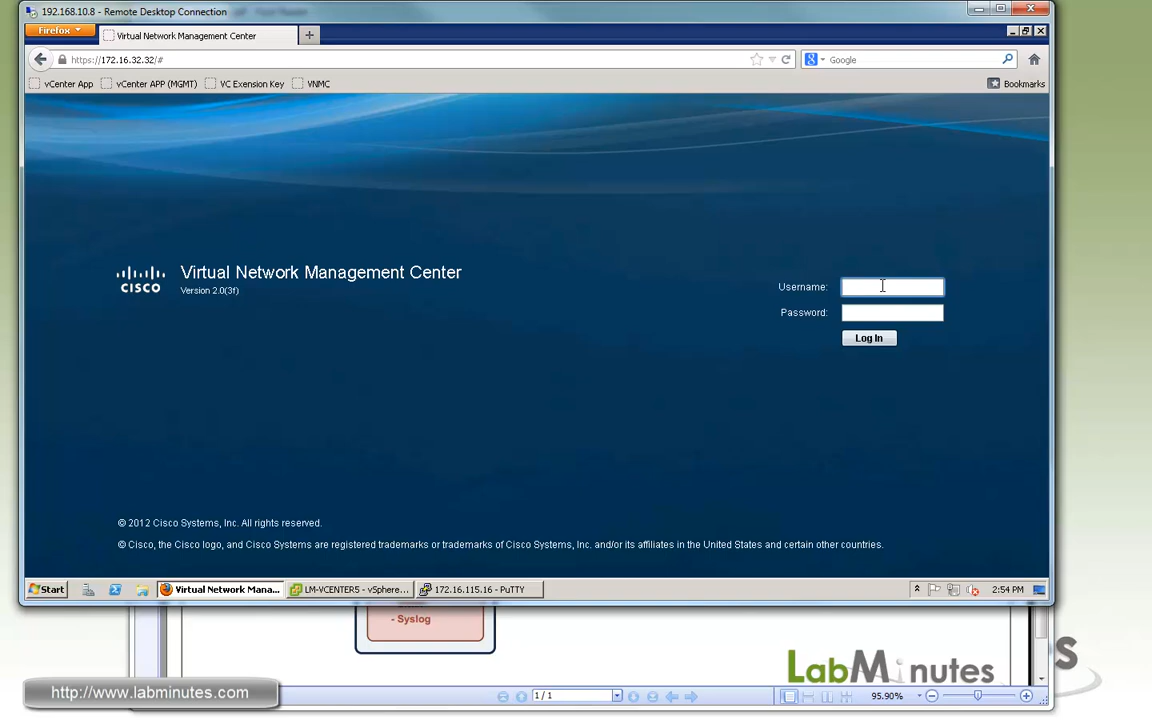 192.168.10.8 - Remote Desktop Connection
Firefox
Virtual Network Management Center
https://172.16.32.32/#
Google
vCenter App
vCenter APP (MGMT)
VC Exension Key
VNMC
Bookmarks
CISCO
Virtual Network Management Center
Version 2.0(3f)
Username:
Password:
Log In
© 2012 Cisco Systems, Inc. All rights reserved.
© Cisco, the Cisco logo, and Cisco Systems are registered trademarks or trademarks of Cisco Systems, Inc. and/or its affiliates in the United States and certain other countries.
Start
Virtual Network Mana...
LM-VCENTER5 - vSphere...
172.16.115.16 - PuTTY
2:54 PM
- Syslog
LabMinutes
http://www.labminutes.com
1 / 1
95.90%